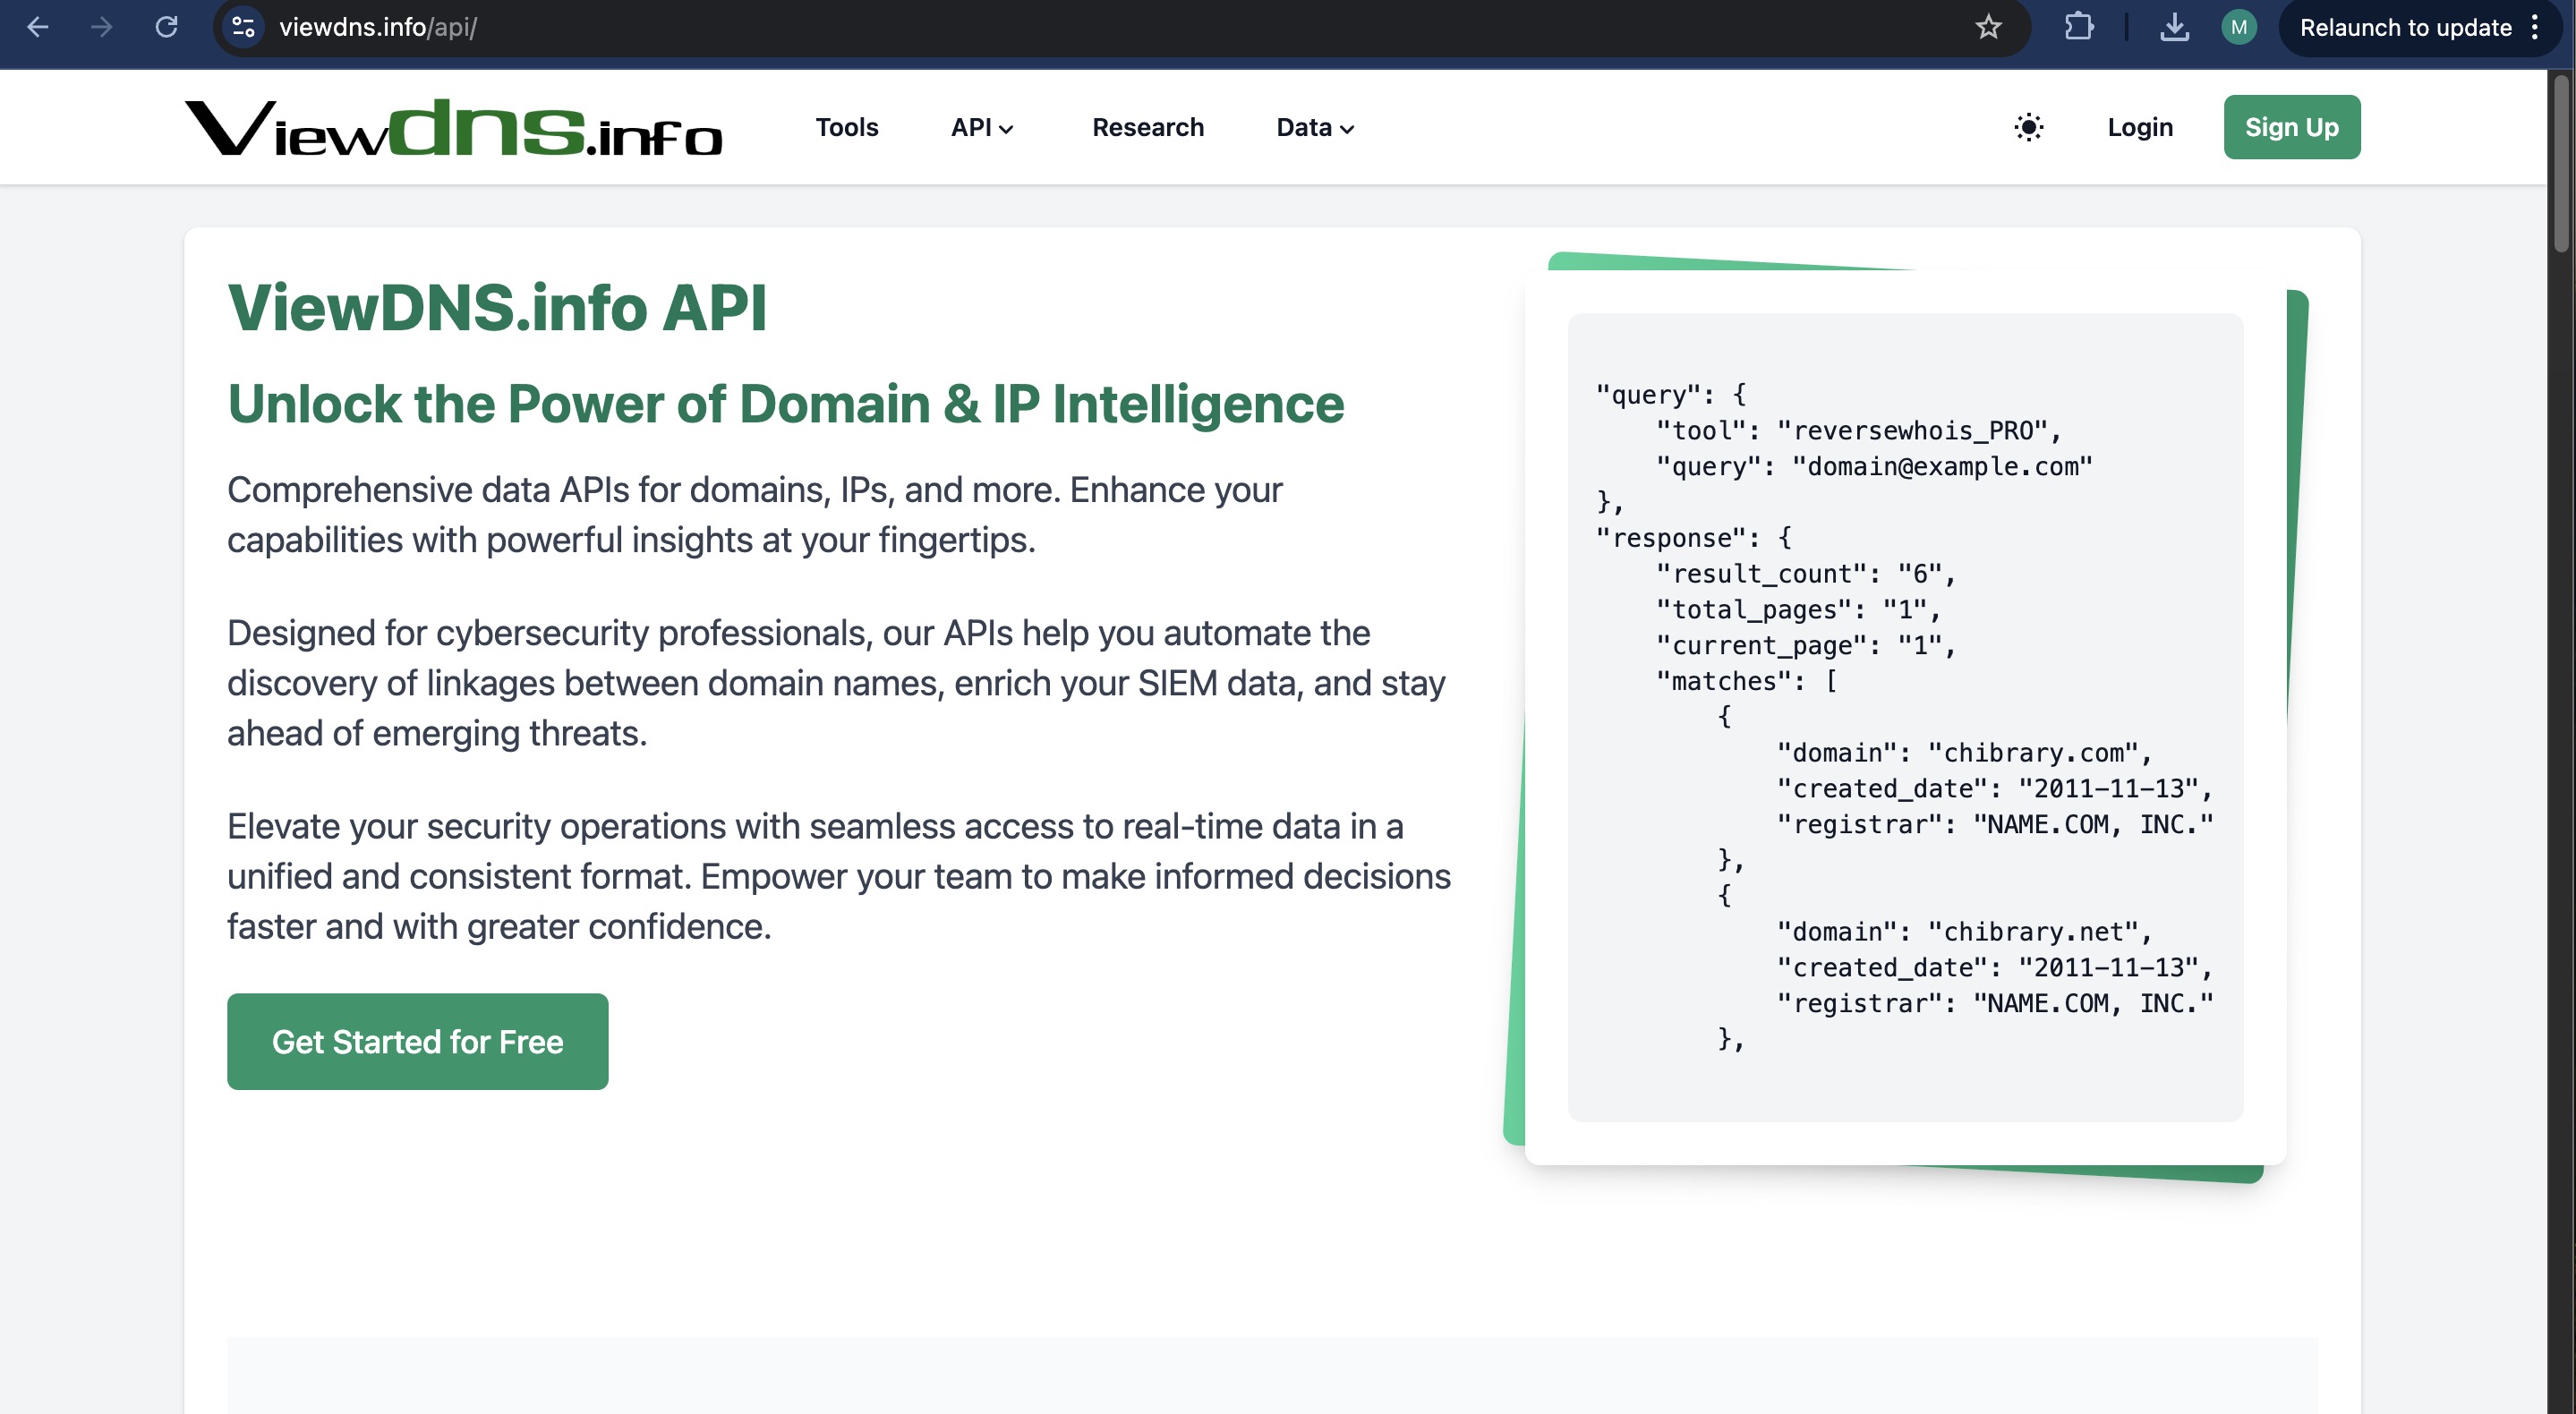 viewdns.info/api/
M
Relaunch to update
Viewdns.info
Tools
API
Research
Data
Login
Sign Up
ViewDNS.info API
Unlock the Power of Domain & IP Intelligence
Comprehensive data APIs for domains, IPs, and more. Enhance your
capabilities with powerful insights at your fingertips.
Designed for cybersecurity professionals, our APIs help you automate the
discovery of linkages between domain names, enrich your SIEM data, and stay
ahead of emerging threats.
Elevate your security operations with seamless access to real-time data in a
unified and consistent format. Empower your team to make informed decisions
faster and with greater confidence.
Get Started for Free
"query": {
"tool": "reversewhois_PRO",
"query": "domain@example.com"
},
"response": {
"result_count": "6",
"total_pages": "1",
"current_page": "1",
"matches": [
{
"domain": "chibrary.com",
"created_date": "2011-11-13",
"registrar": "NAME.COM, INC."
},
{
"domain": "chibrary.net",
"created_date": "2011-11-13",
"registrar": "NAME.COM, INC."
},